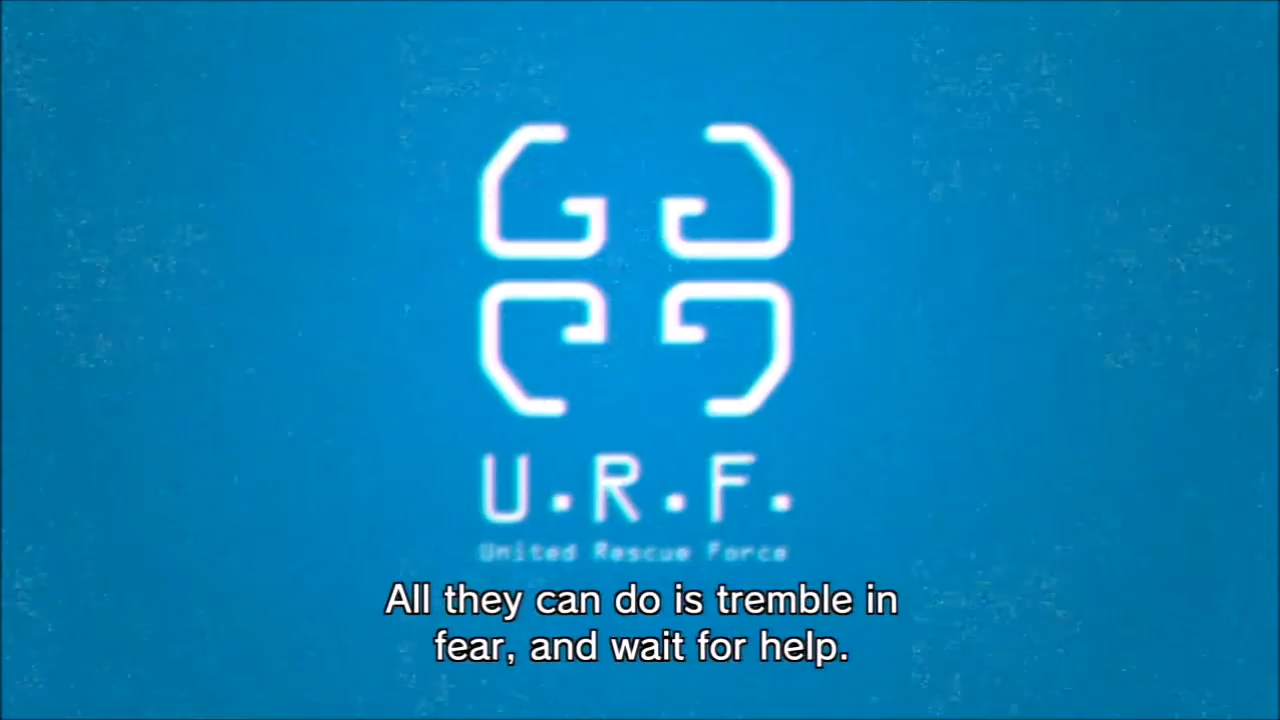 U.R.F.
United Rescue Force
All they can do is tremble in
fear, and wait for help.